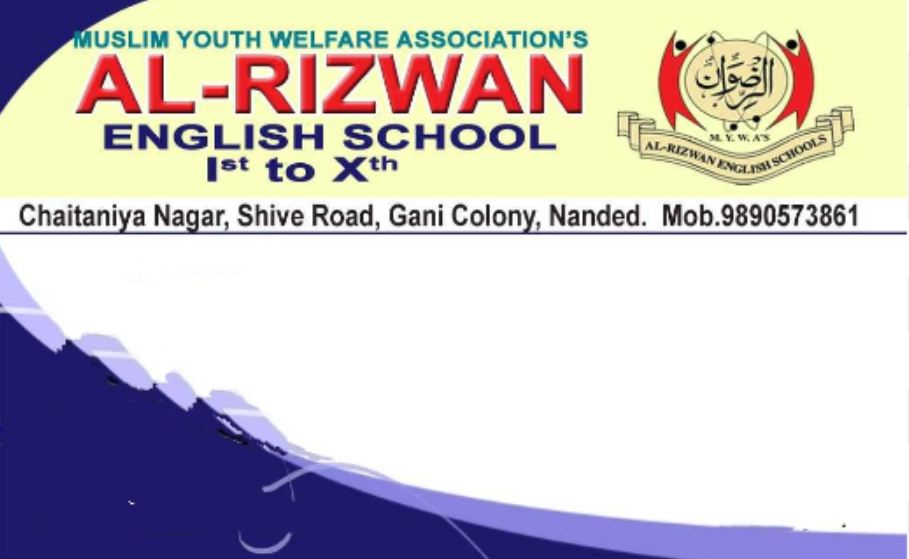 MUSLIM YOUTH WELFARE ASSOCIATION'S
AL-RIZWAN
ENGLISH SCHOOL
Ist to Xth
الرضوان
M. Y. W. A'S
AL-RIZWAN ENGLISH SCHOOLS
Chaitaniya Nagar, Shive Road, Gani Colony, Nanded. Mob.9890573861